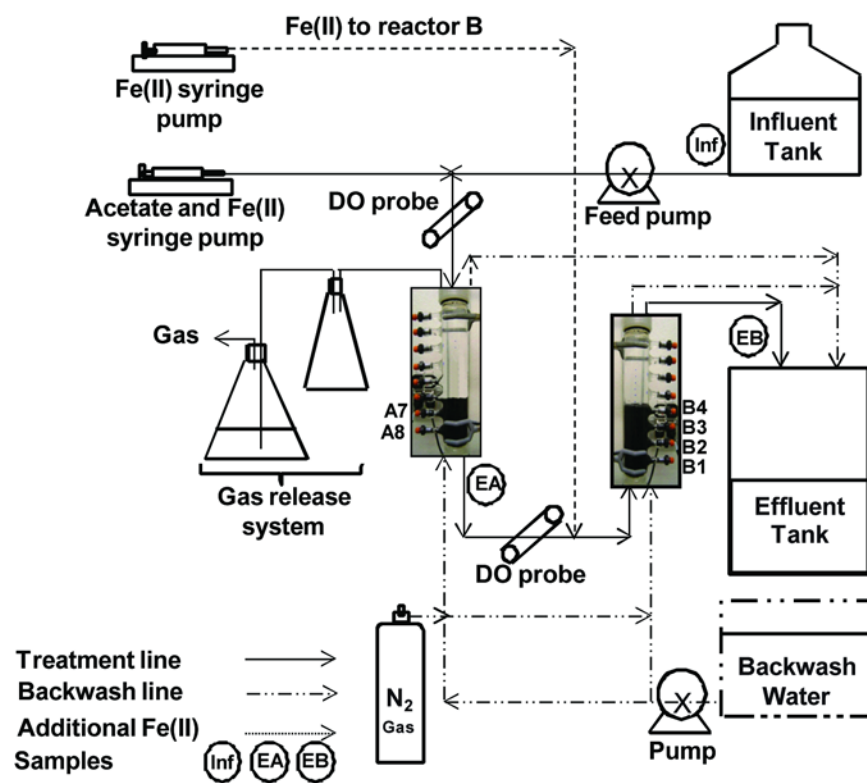 Fe(II) to reactor B
Fe(II) syringe
pump
Inf
Influent
Tank
Acetate and Fe(II)
syringe pump
DO probe
X
Feed pump
Gas
A7
A8
EB
B4
B3
B2
B1
EA
Gas release
system
DO probe
Effluent
Tank
Treatment line
Backwash line
Additional Fe(II)
Samples
Inf
EA
EB
N2
Gas
X
Pump
Backwash
Water